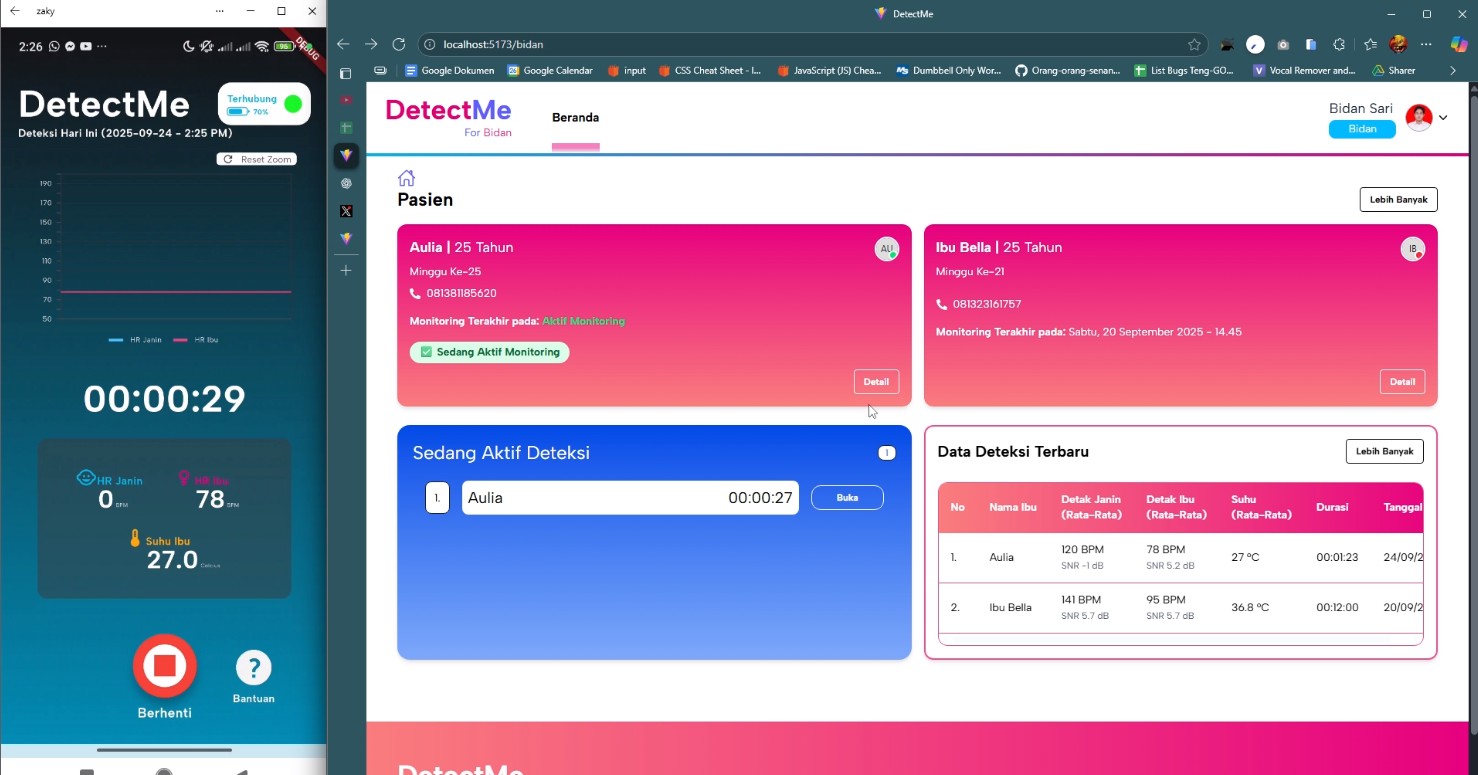 zaky
2:26
96
DEBUG
DetectMe
Terhubung
70%
Deteksi Hari Ini (2025-09-24 - 2:25 PM)
Reset Zoom
190
170
150
130
110
90
70
50
HR Janin
HR Ibu
00:00:29
HR Janin
0 BPM
HR Ibu
78 BPM
Suhu Ibu
27.0 Celcius
Berhenti
?
Bantuan
DetectMe
localhost:5173/bidan
Google Dokumen
Google Calendar
input
CSS Cheat Sheet - I...
JavaScript (JS) Chea...
Dumbbell Only Wor...
Orang-orang-senan...
List Bugs Teng-GO...
Vocal Remover and...
Sharer
DetectMe
For Bidan
Beranda
Bidan Sari
Bidan
Pasien
Lebih Banyak
Aulia | 25 Tahun
AU
Minggu Ke-25
081381185620
Monitoring Terakhir pada: Aktif Monitoring
Sedang Aktif Monitoring
Detail
Ibu Bella | 25 Tahun
IB
Minggu Ke-21
081323161757
Monitoring Terakhir pada: Sabtu, 20 September 2025 - 14.45
Detail
Sedang Aktif Deteksi
1
1.
Aulia
00:00:27
Buka
Data Deteksi Terbaru
Lebih Banyak
No Nama Ibu Detak Janin (Rata-Rata) Detak Ibu (Rata-Rata) Suhu (Rata-Rata) Durasi Tanggal
1. Aulia 120 BPM 78 BPM 27 °C 00:01:23 24/09/2
SNR -1 dB SNR 5.2 dB
2. Ibu Bella 141 BPM 95 BPM 36.8 °C 00:12:00 20/09/2
SNR 5.7 dB SNR 5.7 dB
DetectMe